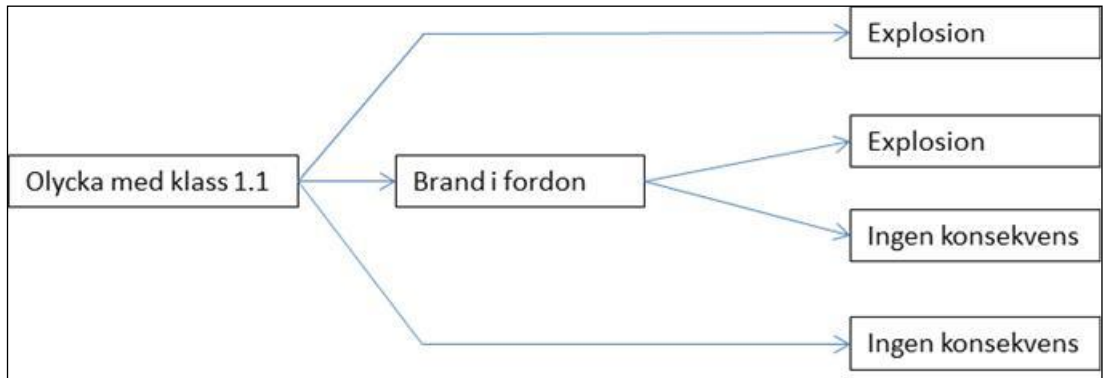 Explosion
Explosion
Olycka med klass 1.1
Brand i fordon
Ingen konsekvens
Ingen konsekvens